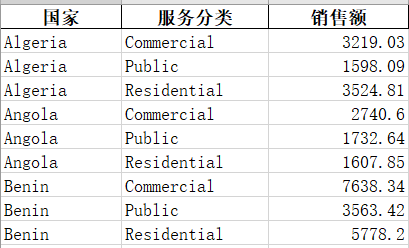 国家 服务分类 销售额
Algeria Commercial 3219.03
Algeria Public 1598.09
Algeria Residential 3524.81
Angola Commercial 2740.6
Angola Public 1732.64
Angola Residential 1607.85
Benin Commercial 7638.34
Benin Public 3563.42
Benin Residential 5778.2